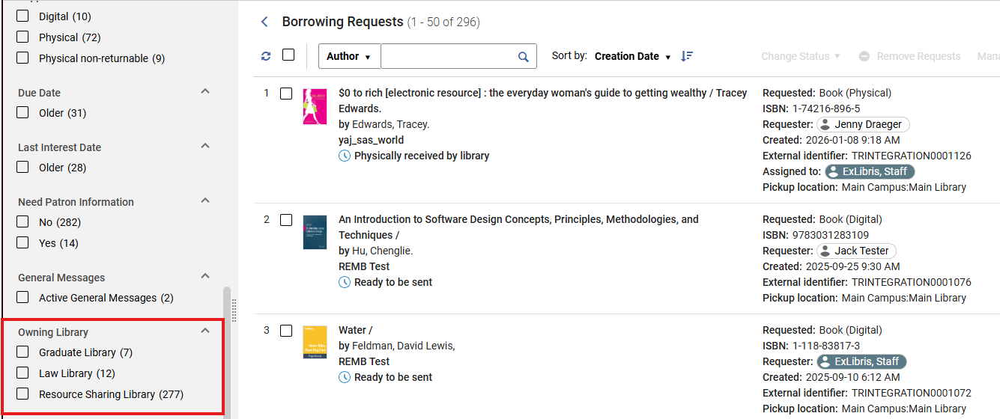 Digital (10)
Physical (72)
Physical non-returnable (9)
Due Date
Older (31)
Last Interest Date
Older (28)
Need Patron Information
No (282)
Yes (14)
General Messages
Active General Messages (2)
Owning Library
Graduate Library (7)
Law Library (12)
Resource Sharing Library (277)
Borrowing Requests (1 - 50 of 296)
Author
Sort by: Creation Date
Change Status
Remove Requests
1
$0 to rich [electronic resource] : the everyday woman's guide to getting wealthy / Tracey
Edwards.
by Edwards, Tracey.
yaj_sas_world
Physically received by library
Requested: Book (Physical)
ISBN: 1-74216-896-5
Requester: Jenny Draeger
Created: 2026-01-08 9:18 AM
External identifier: TRINTEGRATION0001126
Assigned to: ExLibris, Staff
Pickup location: Main Campus:Main Library
2
An Introduction to Software Design Concepts, Principles, Methodologies, and
Techniques /
by Hu, Chenglie.
REMB Test
Ready to be sent
Requested: Book (Digital)
ISBN: 9783031283109
Requester: Jack Tester
Created: 2025-09-25 9:30 AM
External identifier: TRINTEGRATION0001076
Pickup location: Main Campus:Main Library
3
Water /
by Feldman, David Lewis,
REMB Test
Ready to be sent
Requested: Book (Digital)
ISBN: 1-118-83817-3
Requester: ExLibris, Staff
Created: 2025-09-10 6:12 AM
External identifier: TRINTEGRATION0001072
Pickup location: Main Campus:Main Library